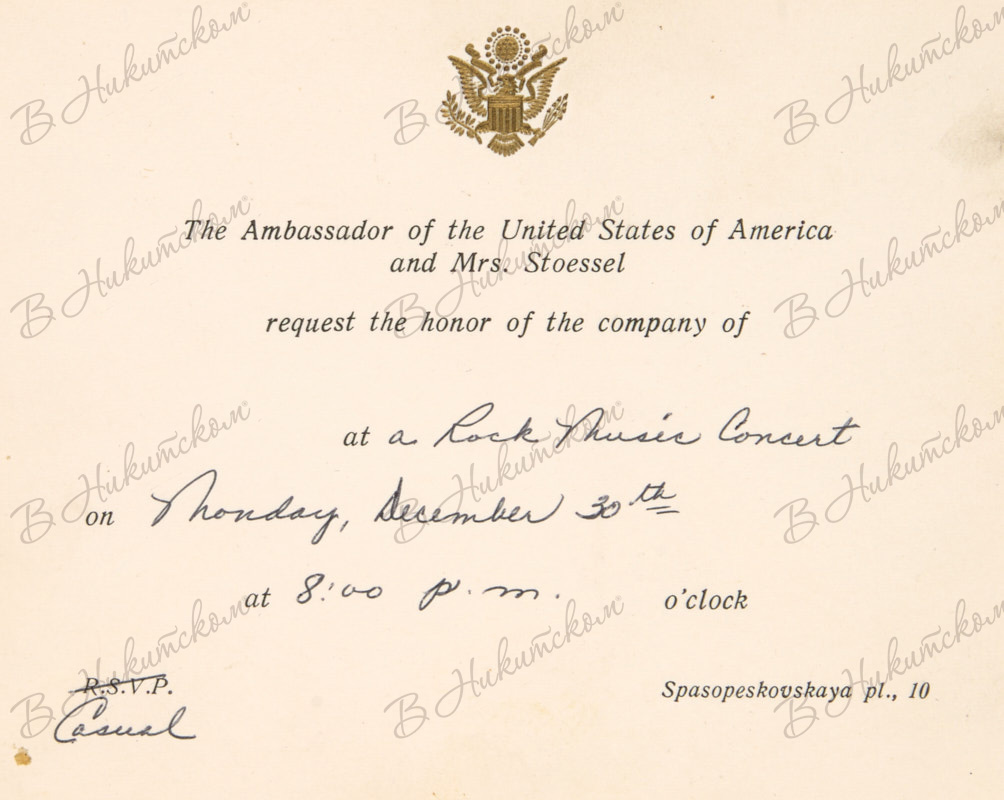 The Ambassador of the United States of America
and Mrs. Stoessel
request the honor of the company of
at a Rock Music Concert
on Monday, December 30th
at 8:00 p.m. o'clock
R.S.V.P. Spasopeskovskaya pl., 10
Casual
В Никитском